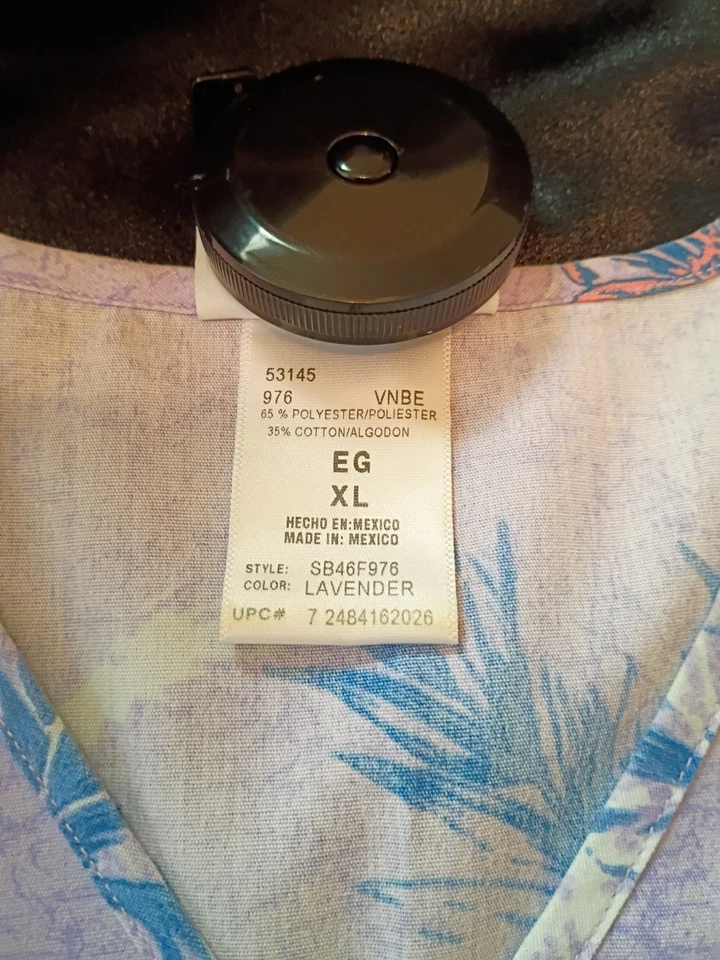 53145
976 VNBE
65 % POLYESTER/POLIESTER
35% COTTON/ALGODON
EG
XL
HECHO EN:MEXICO
MADE IN: MEXICO
STYLE: SB46F976
COLOR: LAVENDER
UPC# 7 2484162026